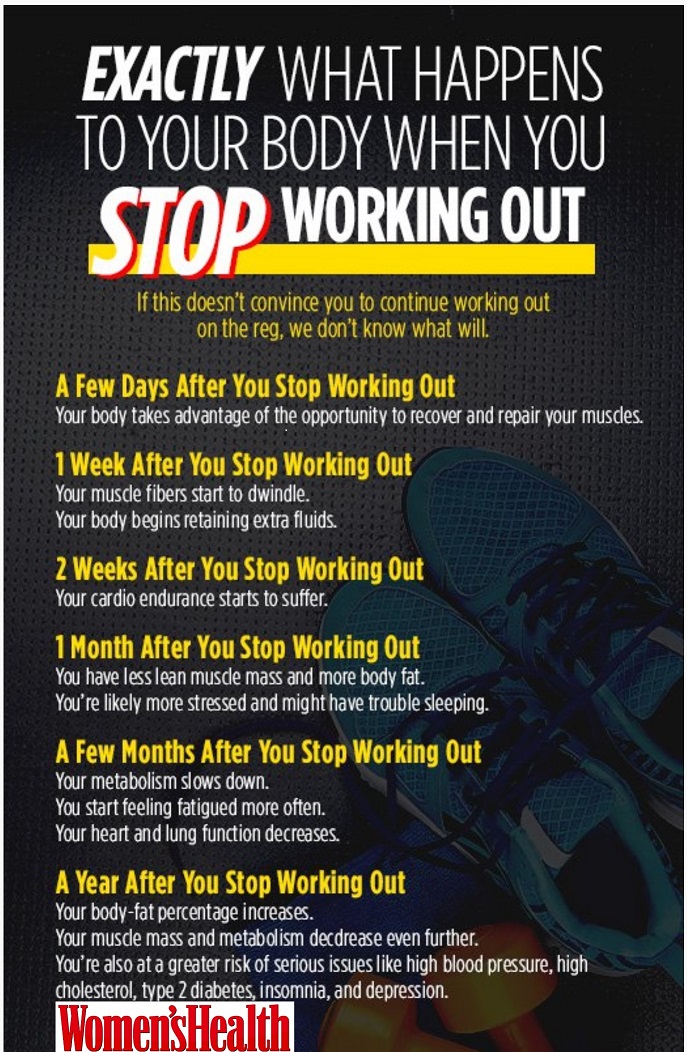 EXACTLY WHAT HAPPENS
TO YOUR BODY WHEN YOU
STOP WORKING OUT
If this doesn't convince you to continue working out
on the reg, we don't know what will.
A Few Days After You Stop Working Out
Your body takes advantage of the opportunity to recover and repair your muscles.
1 Week After You Stop Working Out
Your muscle fibers start to dwindle.
Your body begins retaining extra fluids.
2 Weeks After You Stop Working Out
Your cardio endurance starts to suffer.
1 Month After You Stop Working Out
You have less lean muscle mass and more body fat.
You're likely more stressed and might have trouble sleeping.
A Few Months After You Stop Working Out
Your metabolism slows down.
You start feeling fatigued more often.
Your heart and lung function decreases.
A Year After You Stop Working Out
Your body-fat percentage increases.
Your muscle mass and metabolism decdrease even further.
You're also at a greater risk of serious issues like high blood pressure, high
cholesterol, type 2 diabetes, insomnia, and depression.
Women'sHealth